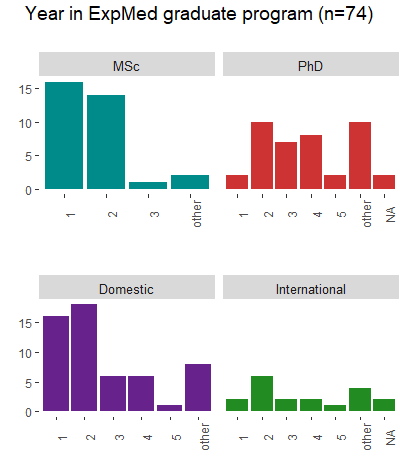 Year in ExpMed graduate program (n=74)
MSc PhD
15
10
5
0
1 2 3 other 1 2 3 4 5 other NA
Domestic International
15
10
5
0
1 2 3 4 5 other 1 2 3 4 5 other NA